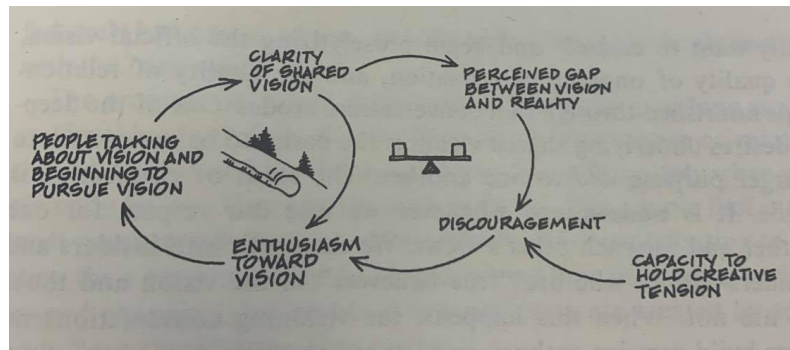 CLARITY
OF SHARED
VISION
PERCEIVED GAP
BETWEEN VISION
AND REALITY
PEOPLE TALKING
ABOUT VISION AND
BEGINNING TO
PURSUE VISION
DISCOURAGEMENT
ENTHUSIASM
TOWARD
VISION
CAPACITY TO
HOLD CREATIVE
TENSION